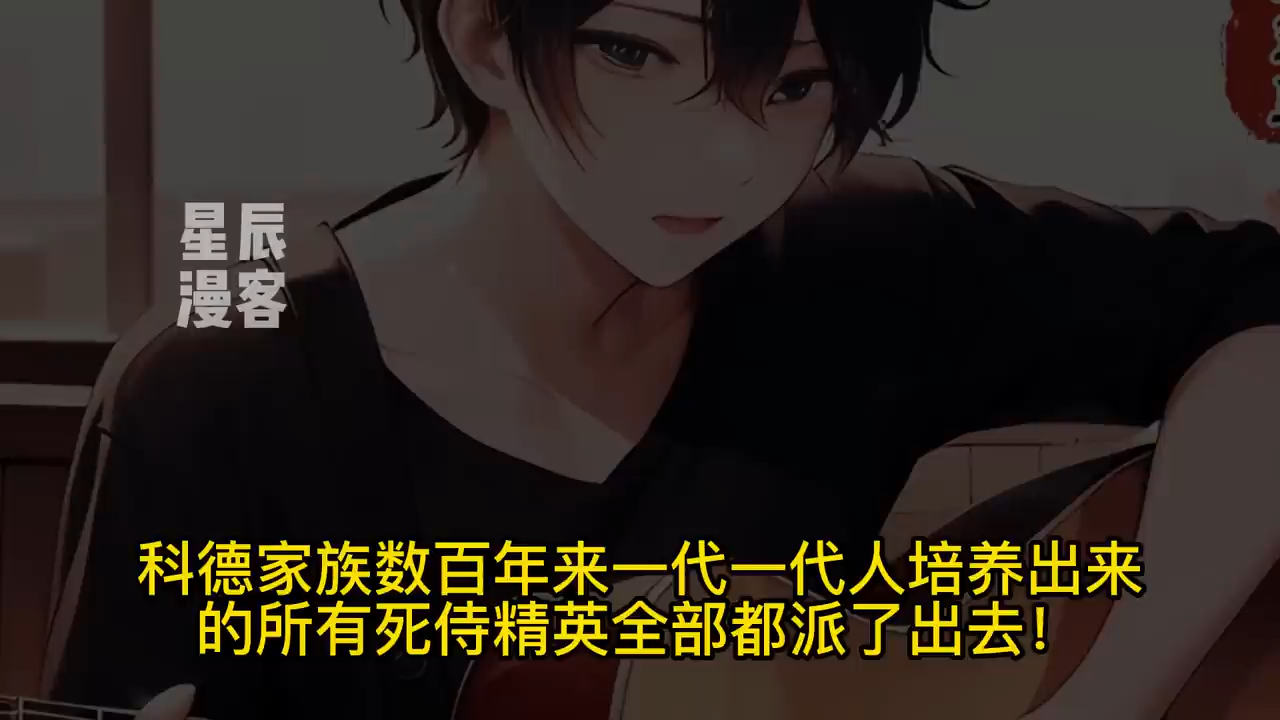 星辰
漫客
科德家族数百年来一代一代人培养出来
的所有死侍精英全部都派了出去！